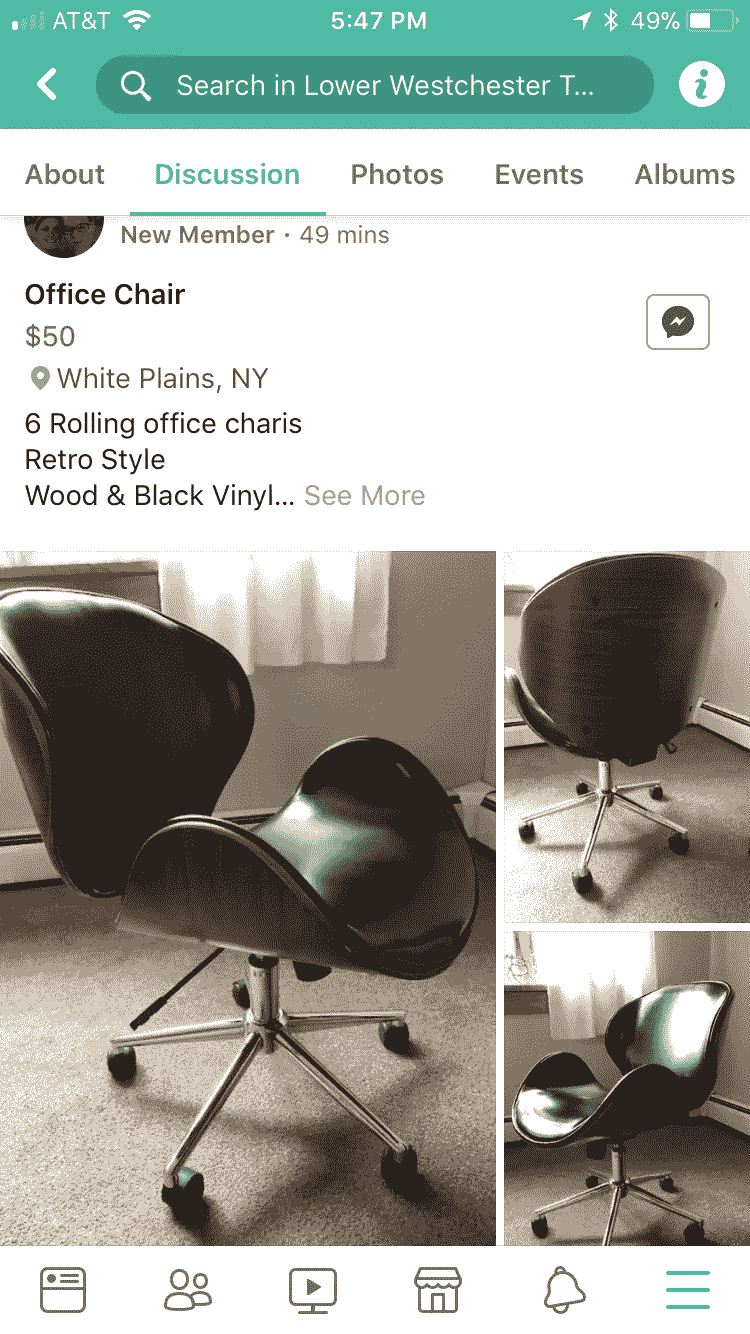 AT&T 5:47 PM 49%
Search in Lower Westchester T...
About Discussion Photos Events Albums
New Member · 49 mins
Office Chair
$50
White Plains, NY
6 Rolling office charis
Retro Style
Wood & Black Vinyl... See More